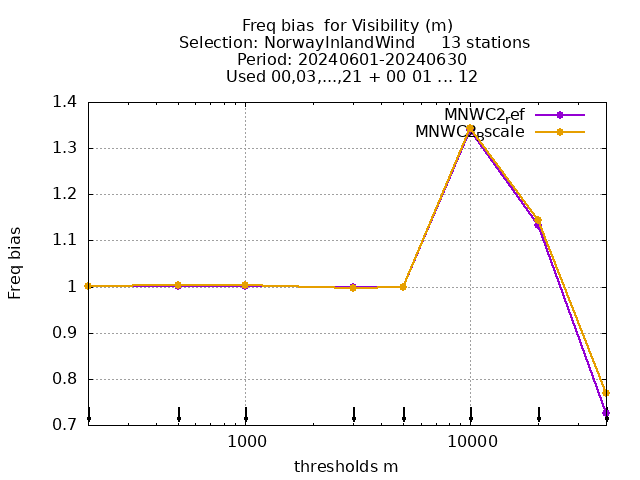 Freq bias  for Visibility (m)
Selection: NorwayInlandWind     13 stations
Period: 20240601-20240630
Used 00,03,...,21 + 00 01 ... 12
MNWC2ref
MNWC2Bscale
1.4
1.3
1.2
1.1
1
0.9
0.8
0.7
Freq bias
1000
10000
thresholds m